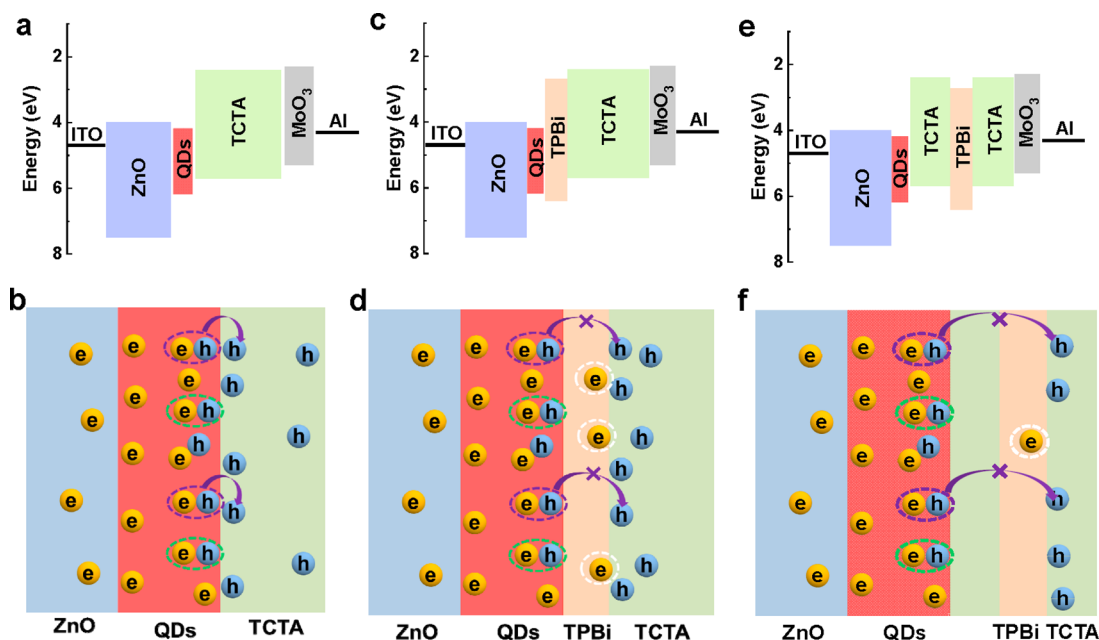 a
Energy (eV)
2
4
6
8
ITO
ZnO
QDs
TCTA
MoO3
Al
c
Energy (eV)
2
4
6
8
ITO
ZnO
QDs
TPBi
TCTA
MoO3
Al
e
Energy (eV)
2
4
6
8
ITO
ZnO
QDs
TCTA
TPBi
TCTA
MoO3
Al
b
e e e h h h
e e h
e e e h
e h h
e e h
e e e h h
e e h
e e h h
e e h
ZnO QDs TCTA
d
e e e h h h
e e h
e e e h
e h e h
e e h
e e e h h
e e h
e e e h h
e e h
ZnO QDs TPBi TCTA
f
e e e h h
e h
e e e h
e h e
e e
e e e h h
e
e e h h
e e e h
ZnO QDs TPBi TCTA